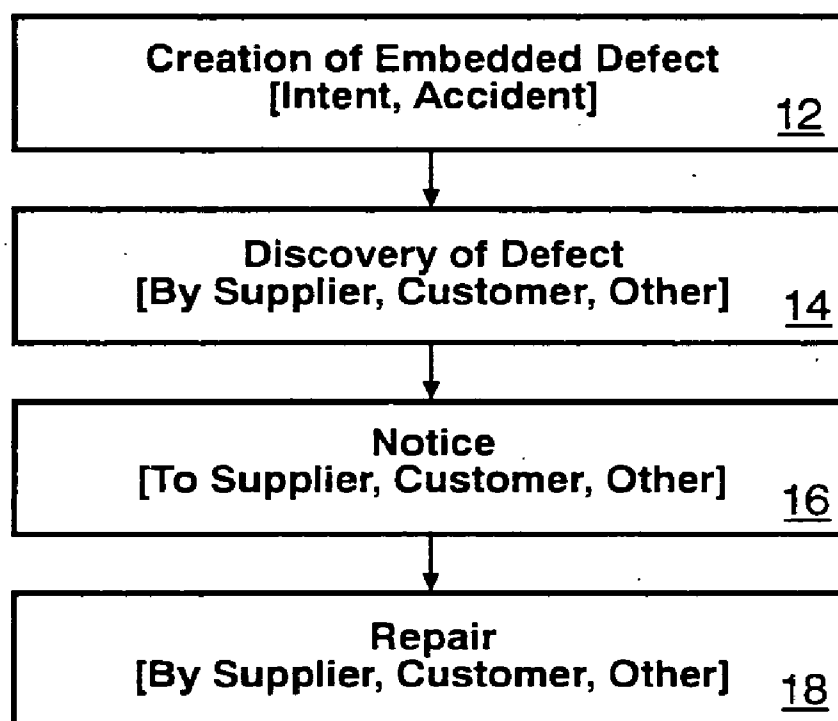 Creation of Embedded Defect
[Intent, Accident]
12
Discovery of Defect
[By Supplier, Customer, Other]
14
Notice
[To Supplier, Customer, Other]
16
Repair
[By Supplier, Customer, Other]
18